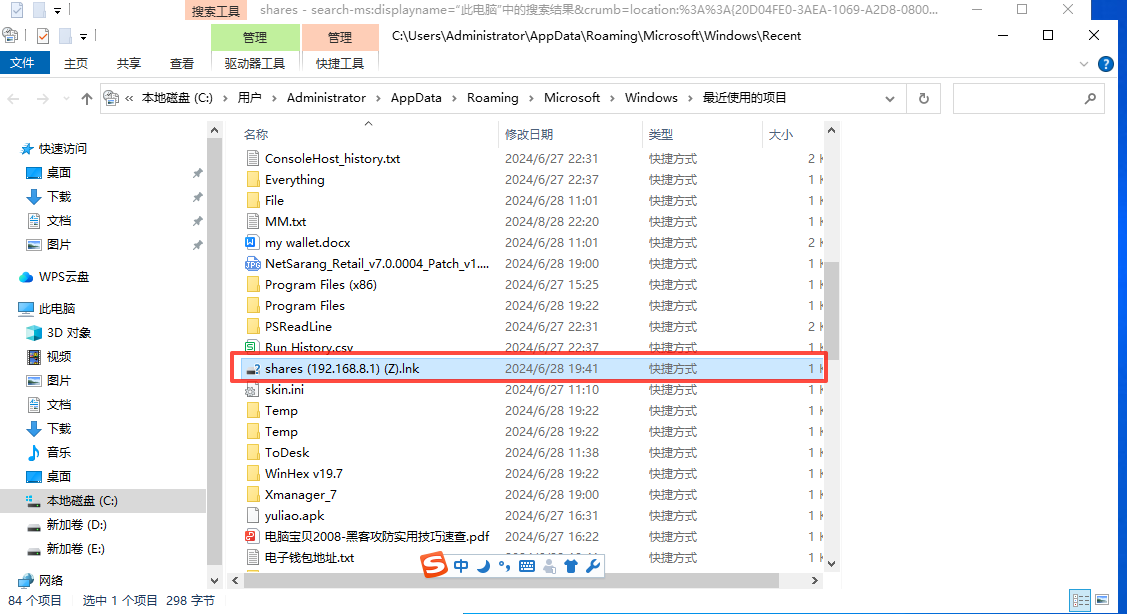 搜索工具
shares - search-ms:displayname=“此电脑”中的搜索结果&crumb=location:%3A%3A{20D04FE0-3AEA-1069-A2D8-0800...
管理
管理
C:\Users\Administrator\AppData\Roaming\Microsoft\Windows\Recent
文件 主页 共享 查看 驱动器工具 快捷工具
« 本地磁盘 (C:) › 用户 › Administrator › AppData › Roaming › Microsoft › Windows › 最近使用的项目
快速访问
桌面
下载
文档
图片
WPS云盘
此电脑
3D 对象
视频
图片
文档
下载
音乐
桌面
本地磁盘 (C:)
新加卷 (D:)
新加卷 (E:)
网络
名称 修改日期 类型 大小
ConsoleHost_history.txt 2024/6/27 22:31 快捷方式 2
Everything 2024/6/27 22:37 快捷方式 1
File 2024/6/28 11:01 快捷方式 1
MM.txt 2024/8/28 22:20 快捷方式 1
my wallet.docx 2024/6/28 11:01 快捷方式 2
NetSarang_Retail_v7.0.0004_Patch_v1.... 2024/6/28 19:00 快捷方式 1
Program Files (x86) 2024/6/27 15:25 快捷方式 1
Program Files 2024/6/28 19:22 快捷方式 1
PSReadLine 2024/6/27 22:31 快捷方式 2
Run History.csv 2024/6/27 22:37 快捷方式 1
shares (192.168.8.1) (Z).lnk 2024/6/28 19:41 快捷方式 1
skin.ini 2024/6/27 11:10 快捷方式 1
Temp 2024/6/28 19:22 快捷方式 1
Temp 2024/6/28 19:22 快捷方式 1
ToDesk 2024/6/28 11:38 快捷方式 1
WinHex v19.7 2024/6/28 19:22 快捷方式 1
Xmanager_7 2024/6/28 19:00 快捷方式 1
yuliao.apk 2024/6/27 16:31 快捷方式 1
电脑宝贝2008-黑客攻防实用技巧速查.pdf 2024/6/27 16:22 快捷方式 1
电子钱包地址.txt 快捷方式 1
中
84 个项目 选中 1 个项目 298 字节